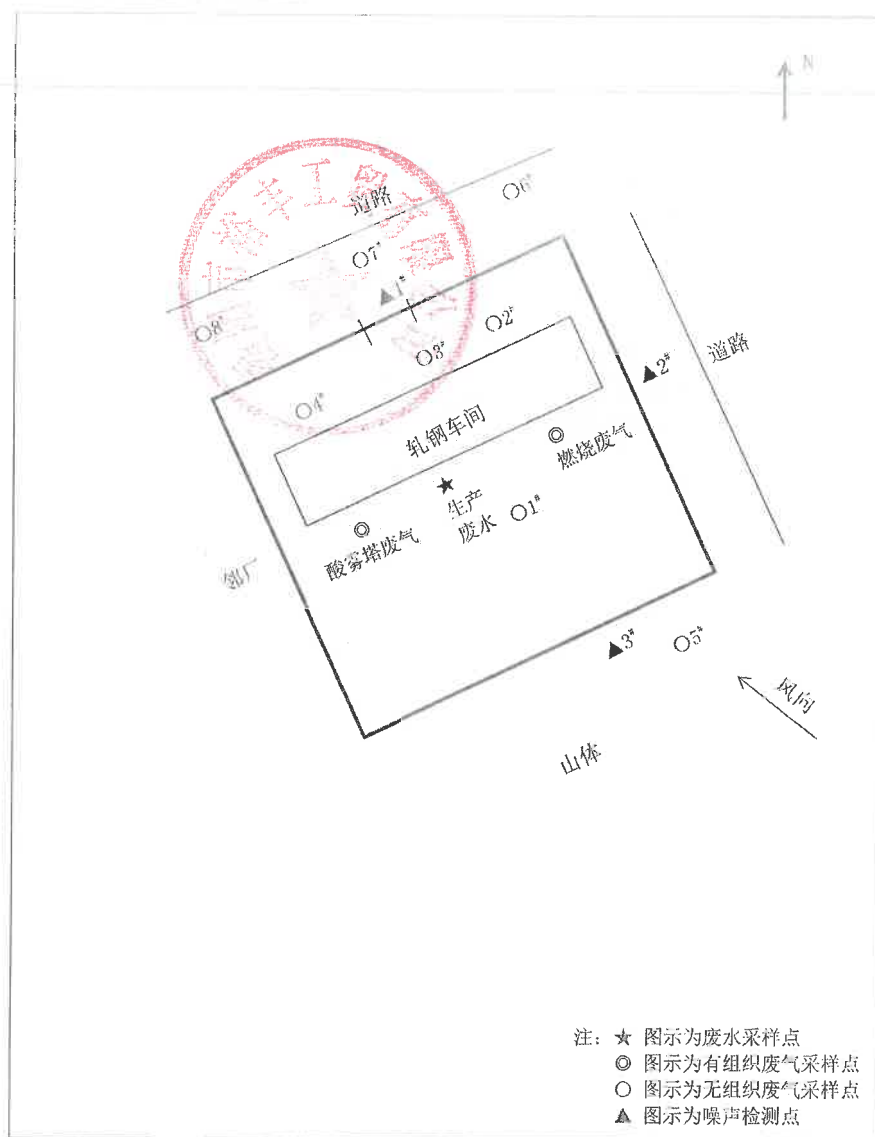 N
道路
○6#
○7#
▲1#
○8#
○2#
○3#
○4#
▲2#
道路
轧钢车间
◎
燃烧废气
★
生产
废水
○1#
◎
酸雾塔废气
邻厂
▲3#
○5#
风向
山体
注：★ 图示为废水采样点
◎ 图示为有组织废气采样点
○ 图示为无组织废气采样点
▲ 图示为噪声检测点